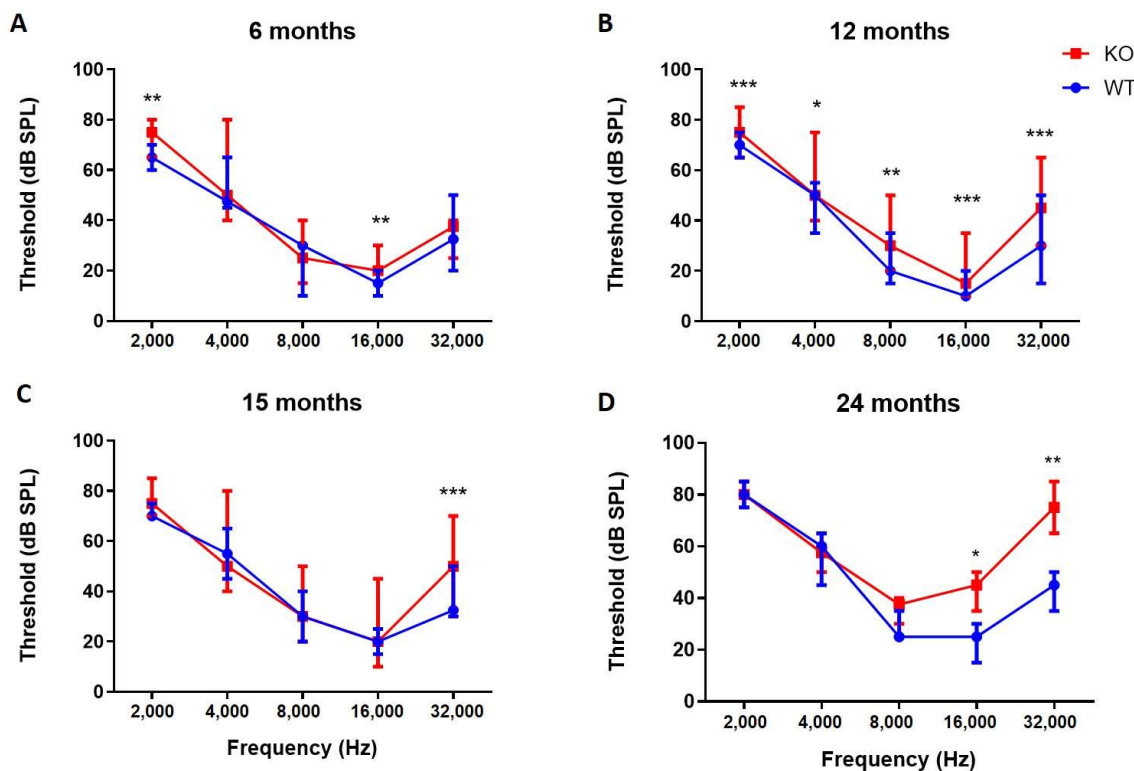 A
6 months
Threshold (dB SPL)
100
80
60
40
20
0
**
**
2,000 4,000 8,000 16,000 32,000
B
12 months
KO
WT
Threshold (dB SPL)
100
80
60
40
20
0
***
*
**
***
***
2,000 4,000 8,000 16,000 32,000
C
15 months
Threshold (dB SPL)
100
80
60
40
20
0
***
2,000 4,000 8,000 16,000 32,000
Frequency (Hz)
D
24 months
Threshold (dB SPL)
100
80
60
40
20
0
*
**
2,000 4,000 8,000 16,000 32,000
Frequency (Hz)